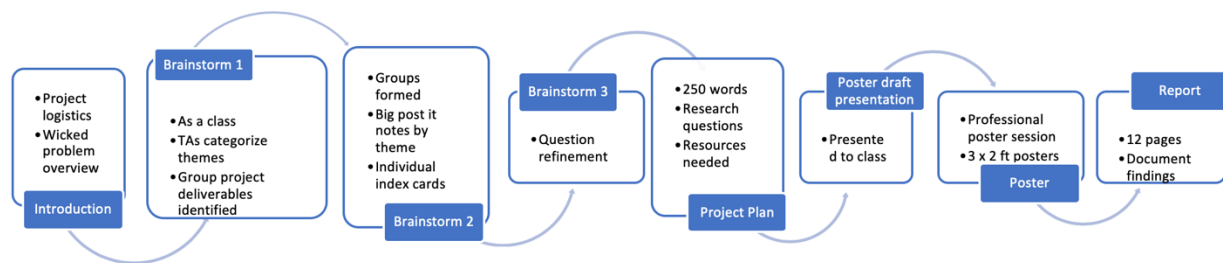 • Project
logistics
• Wicked
problem
overview
Introduction
Brainstorm 1
• As a class
• TAs categorize
themes
• Group project
deliverables
identified
• Groups
formed
• Big post it
notes by
theme
• Individual
index cards
Brainstorm 2
Brainstorm 3
• Question
refinement
• 250 words
• Research
questions
• Resources
needed
Project Plan
Poster draft
presentation
• Presente
d to class
• Professional
poster session
• 3 x 2 ft posters
Poster
Report
• 12 pages
• Document
findings